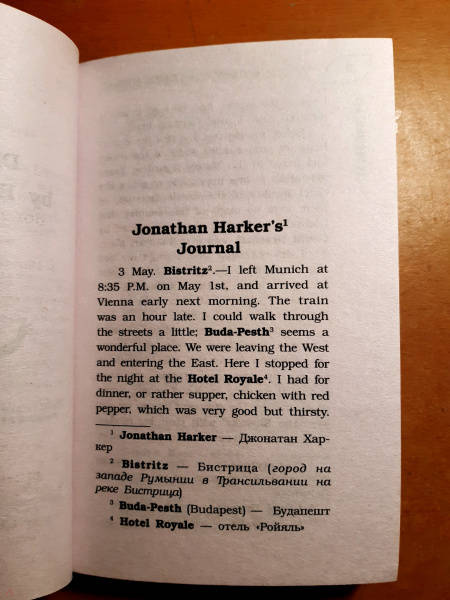 Jonathan Harker's¹
Journal
3 May. Bistritz².—I left Munich at
8:35 P.M. on May 1st, and arrived at
Vienna early next morning. The train
was an hour late. I could walk through
the streets a little; Buda-Pesth³ seems a
wonderful place. We were leaving the West
and entering the East. Here I stopped for
the night at the Hotel Royale⁴. I had for
dinner, or rather supper, chicken with red
pepper, which was very good but thirsty.
¹ Jonathan Harker — Джонатан Хар-
кер
² Bistritz — Бистрица (город на
западе Румынии в Трансильвании на
реке Бистрица)
³ Buda-Pesth (Budapest) — Будапешт
⁴ Hotel Royale — отель «Ройяль»